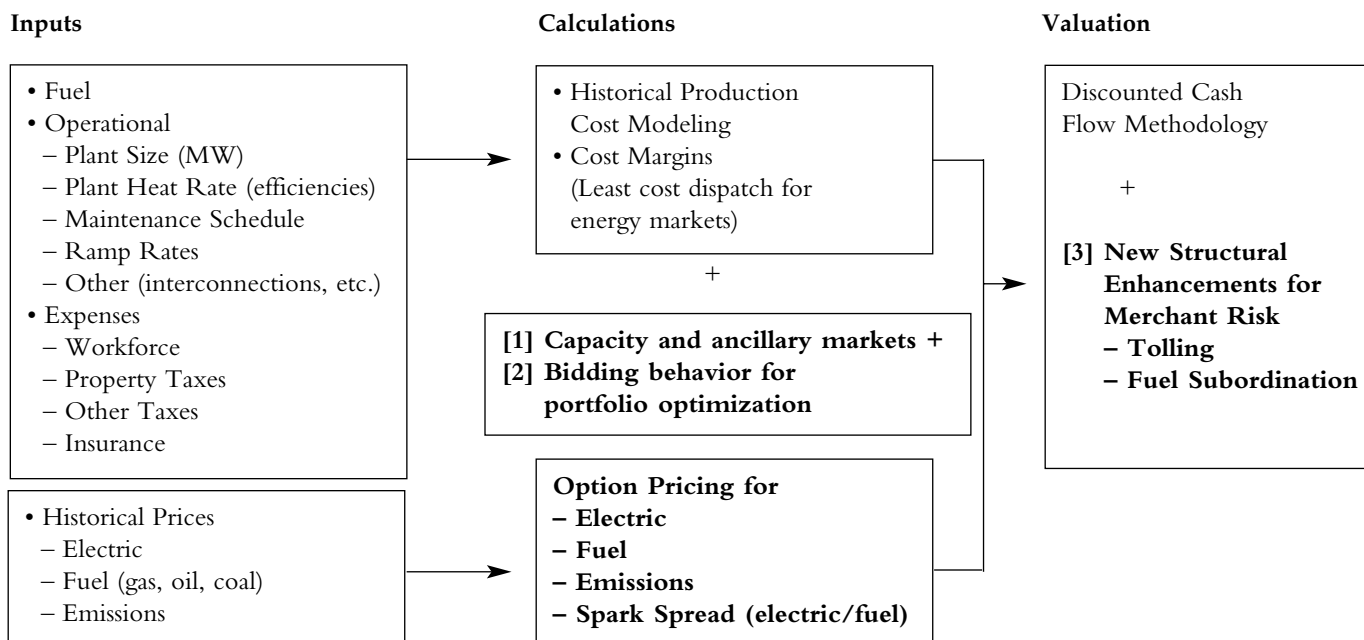 Inputs
• Fuel
• Operational
– Plant Size (MW)
– Plant Heat Rate (efficiencies)
– Maintenance Schedule
– Ramp Rates
– Other (interconnections, etc.)
• Expenses
– Workforce
– Property Taxes
– Other Taxes
– Insurance
• Historical Prices
– Electric
– Fuel (gas, oil, coal)
– Emissions
Calculations
• Historical Production
Cost Modeling
• Cost Margins
(Least cost dispatch for
energy markets)
+
[1] Capacity and ancillary markets +
[2] Bidding behavior for
portfolio optimization
Option Pricing for
– Electric
– Fuel
– Emissions
– Spark Spread (electric/fuel)
Valuation
Discounted Cash
Flow Methodology
+
[3] New Structural
Enhancements for
Merchant Risk
– Tolling
– Fuel Subordination